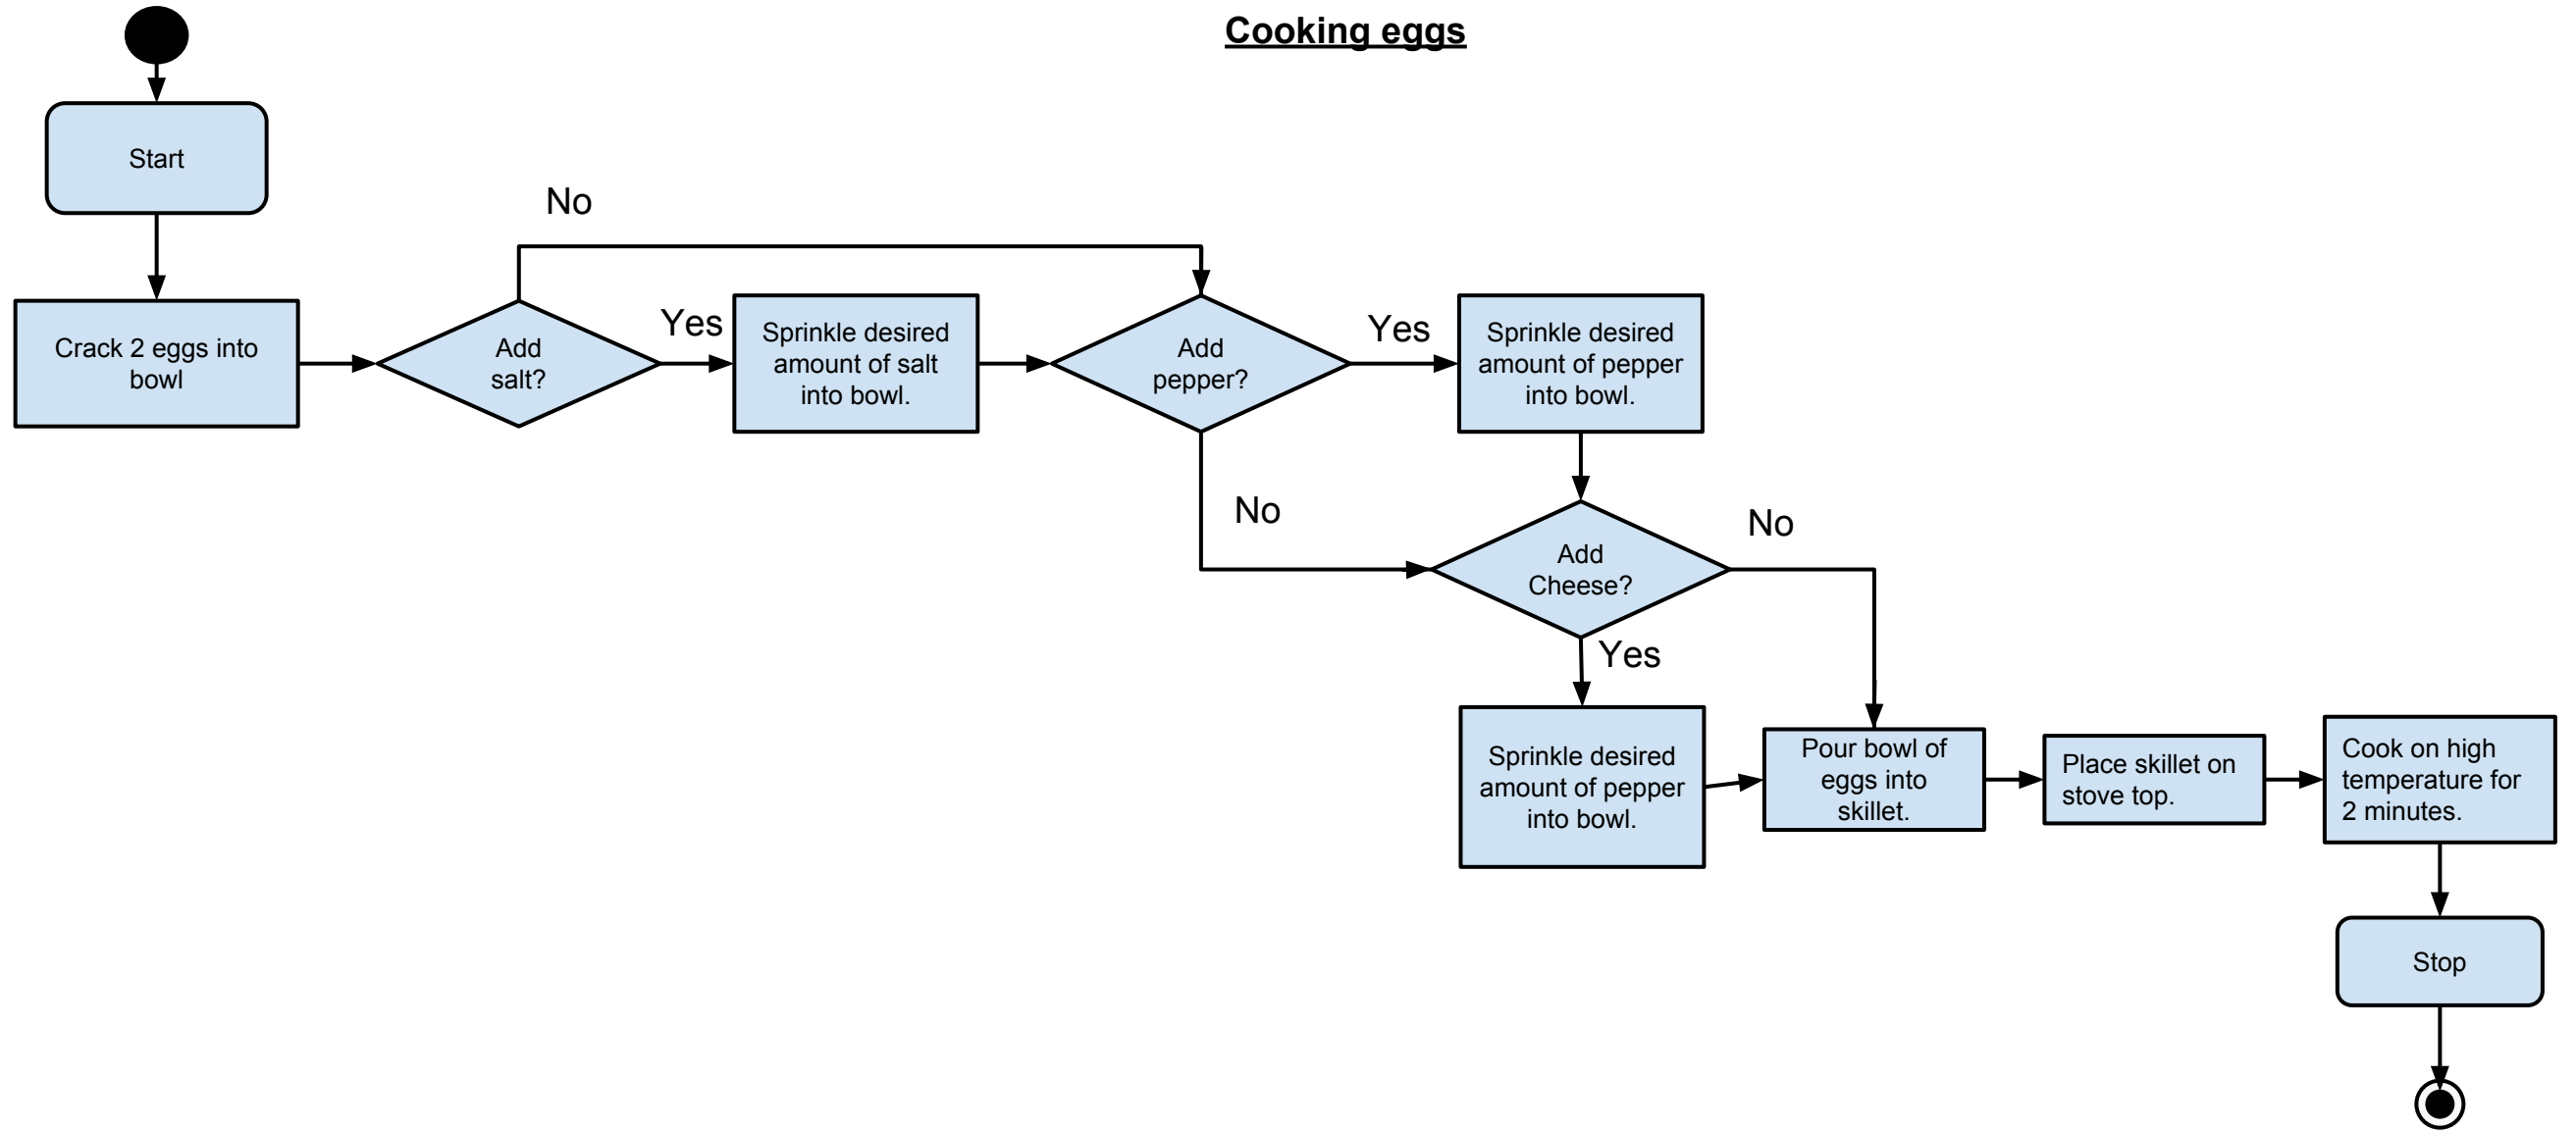 Cooking eggs
Start
No
Crack 2 eggs into
bowl
Add
salt?
Yes
Sprinkle desired
amount of salt
into bowl.
Add
pepper?
Yes
Sprinkle desired
amount of pepper
into bowl.
No
Add
Cheese?
No
Yes
Sprinkle desired
amount of pepper
into bowl.
Pour bowl of
eggs into
skillet.
Place skillet on
stove top.
Cook on high
temperature for
2 minutes.
Stop